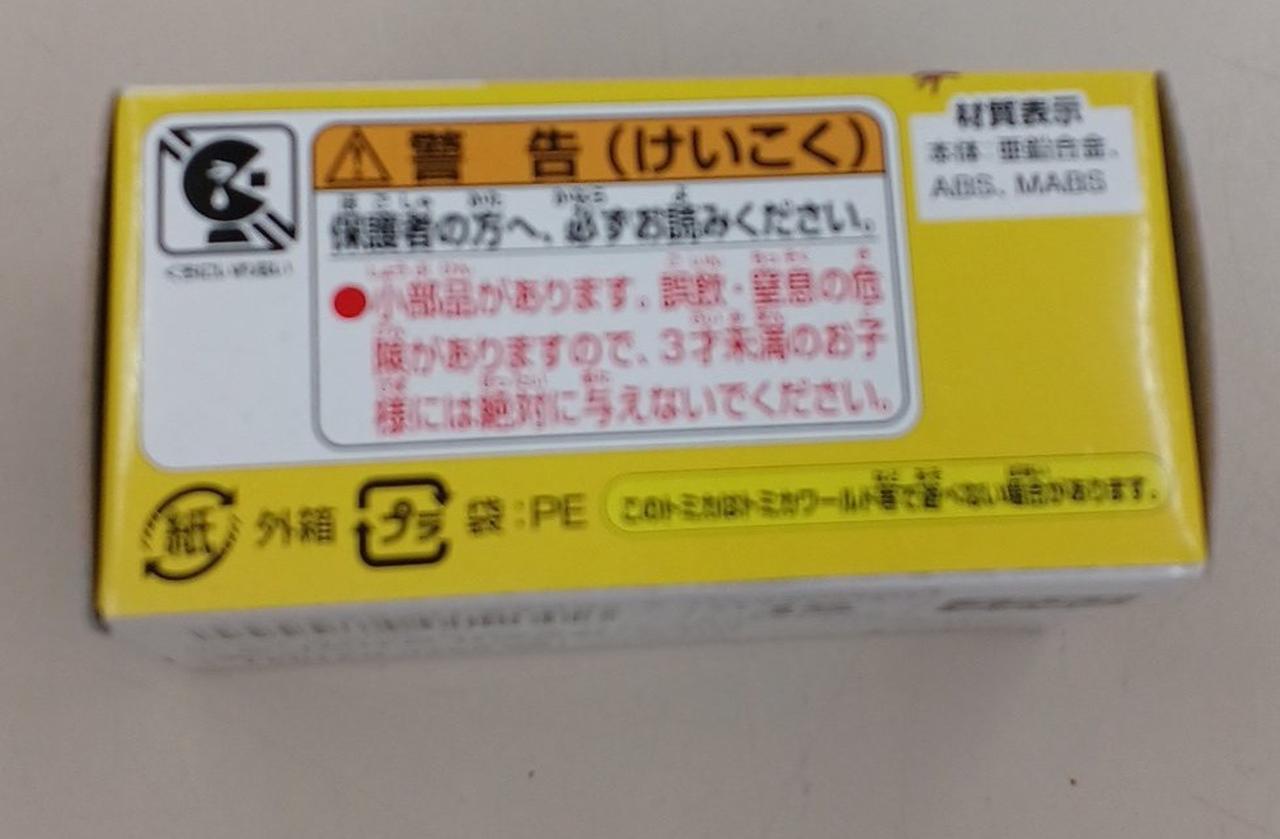 警 告(けいこく)
保護者の方へ、必ずお読みください。
●小部品があります。誤飲・窒息の危
険がありますので、3才未満のお子
様には絶対に与えないでください。
材質表示
本体:亜鉛合金、
ABS、MABS
紙 外箱 プラ 袋:PE
このトミカはトミカワールド等で遊べない場合があります。